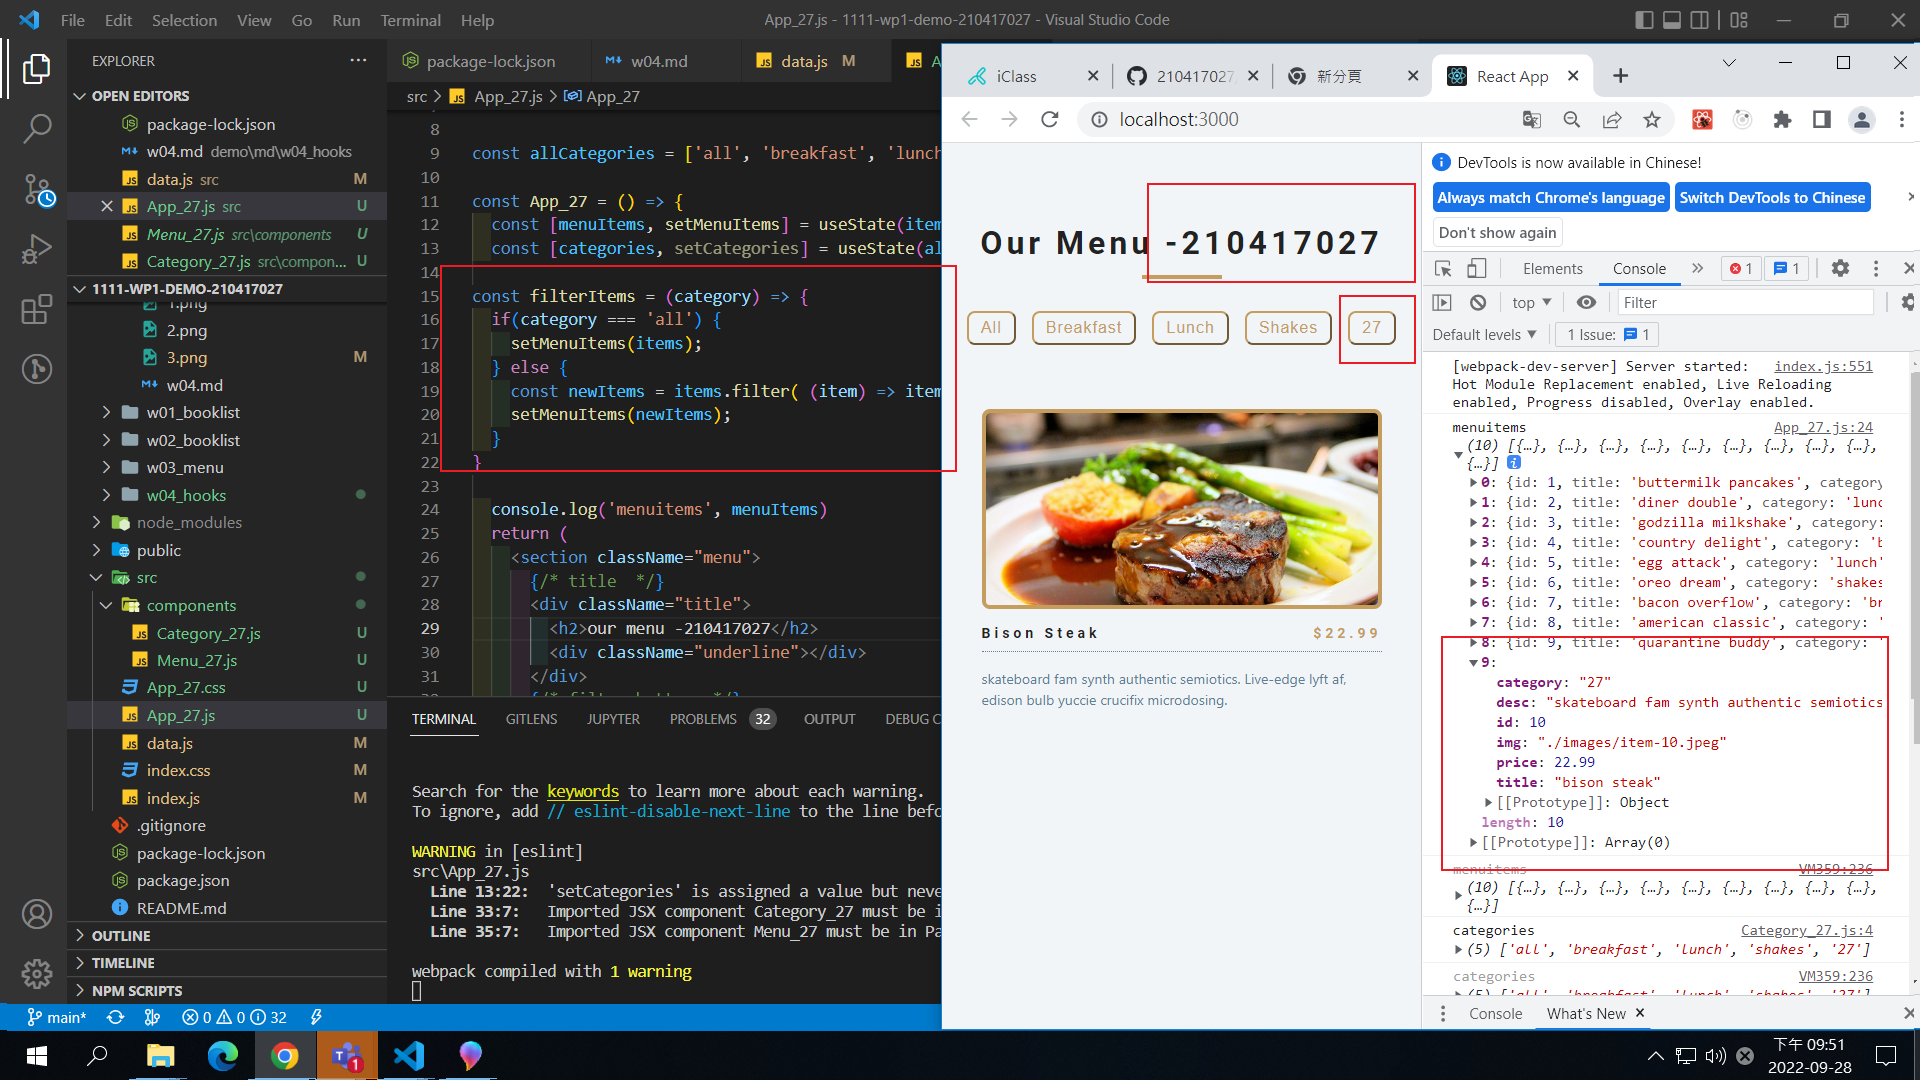 File Edit Selection View Go Run Terminal Help
App_27.js - 1111-wp1-demo-210417027 - Visual Studio Code
EXPLORER
OPEN EDITORS
package-lock.json
w04.md demo\md\w04_hooks
data.js src M
App_27.js src U
Menu_27.js src\components U
Category_27.js src\compon... U
1111-WP1-DEMO-210417027
1.png
2.png
3.png M
w04.md
w01_booklist
w02_booklist
w03_menu
w04_hooks
node_modules
public
src
components
Category_27.js U
Menu_27.js U
App_27.css U
App_27.js U
data.js M
index.css M
index.js M
.gitignore
package-lock.json
package.json
README.md
OUTLINE
TIMELINE
NPM SCRIPTS
package-lock.json
w04.md
data.js M
src > App_27.js > App_27
8
9 const allCategories = ['all', 'breakfast', 'lunch
10
11 const App_27 = () => {
12 const [menuItems, setMenuItems] = useState(item
13 const [categories, setCategories] = useState(al
14
15 const filterItems = (category) => {
16 if(category === 'all') {
17 setMenuItems(items);
18 } else {
19 const newItems = items.filter( (item) => item
20 setMenuItems(newItems);
21 }
22 }
23
24 console.log('menuitems', menuItems)
25 return (
26 <section className="menu">
27 {/* title */}
28 <div className="title">
29 <h2>our menu -210417027</h2>
30 <div className="underline"></div>
31 </div>
TERMINAL GITLENS JUPYTER PROBLEMS 32 OUTPUT DEBUG C
Search for the keywords to learn more about each warning.
To ignore, add // eslint-disable-next-line to the line befo
WARNING in [eslint]
src\App_27.js
Line 13:22: 'setCategories' is assigned a value but neve
Line 33:7: Imported JSX component Category_27 must be i
Line 35:7: Imported JSX component Menu_27 must be in Pa
webpack compiled with 1 warning
main* 0 0 32
iClass
210417027
新分頁
React App
localhost:3000
Our Menu -210417027
All Breakfast Lunch Shakes 27
Bison Steak $22.99
skateboard fam synth authentic semiotics. Live-edge lyft af,
edison bulb yuccie crucifix microdosing.
DevTools is now available in Chinese!
Always match Chrome's language Switch DevTools to Chinese
Don't show again
Elements Console » 1 1
top Filter
Default levels 1 Issue: 1
[webpack-dev-server] Server started: index.js:551
Hot Module Replacement enabled, Live Reloading
enabled, Progress disabled, Overlay enabled.
menuitems App_27.js:24
(10) [{…}, {…}, {…}, {…}, {…}, {…}, {…}, {…}, {…},
{…}]
0: {id: 1, title: 'buttermilk pancakes', category
1: {id: 2, title: 'diner double', category: 'lunc
2: {id: 3, title: 'godzilla milkshake', category:
3: {id: 4, title: 'country delight', category: 'b
4: {id: 5, title: 'egg attack', category: 'lunch'
5: {id: 6, title: 'oreo dream', category: 'shakes
6: {id: 7, title: 'bacon overflow', category: 'br
7: {id: 8, title: 'american classic', category: '
8: {id: 9, title: 'quarantine buddy', category: '
9:
category: "27"
desc: "skateboard fam synth authentic semiotics
id: 10
img: "./images/item-10.jpeg"
price: 22.99
title: "bison steak"
[[Prototype]]: Object
length: 10
[[Prototype]]: Array(0)
menuitems VM359:236
(10) [{…}, {…}, {…}, {…}, {…}, {…}, {…}, {…}, {…},
{…}]
categories Category_27.js:4
(5) ['all', 'breakfast', 'lunch', 'shakes', '27']
categories VM359:236
(5) ['all', 'breakfast', 'lunch', 'shakes', '27']
Console What's New
1
下午 09:51
2022-09-28